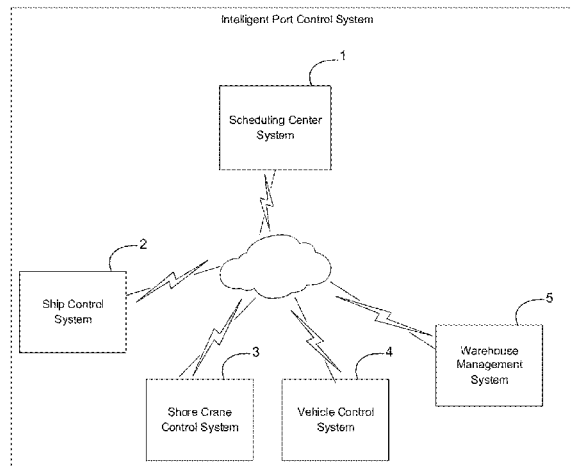 Intelligent Port Control System
1
Scheduling Center
System
2
Ship Control
System
5
Warehouse
Management
System
3
Shore Crane
Control System
4
Vehicle Control
System